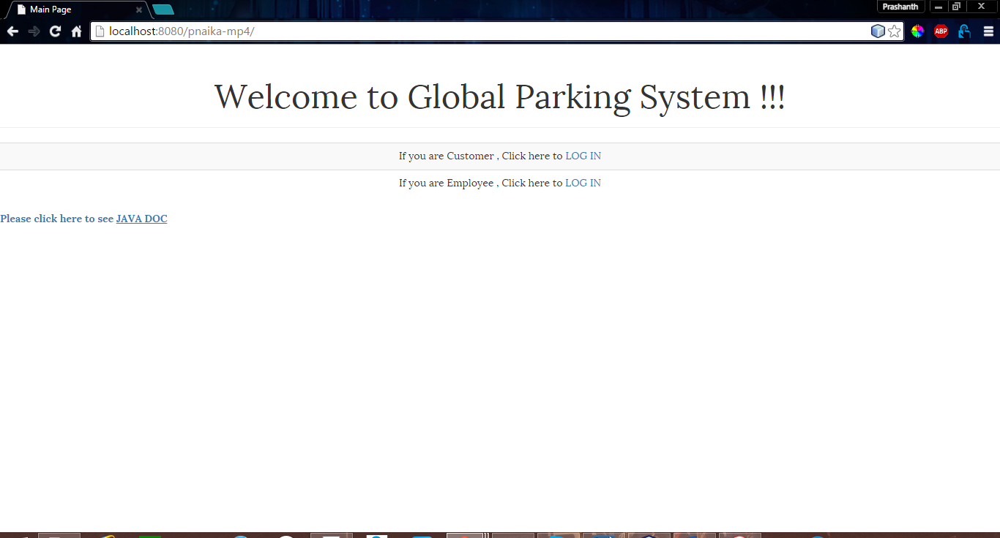 Main Page
Prashanth
localhost:8080/pnaika-mp4/
ABP
Welcome to Global Parking System !!!
If you are Customer , Click here to LOG IN
If you are Employee , Click here to LOG IN
Please click here to see JAVA DOC